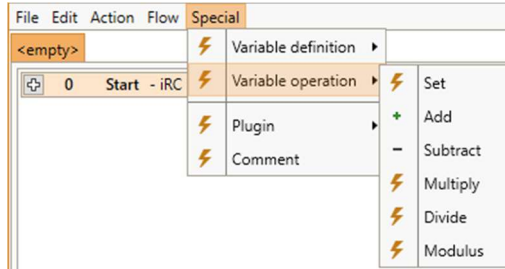 File Edit Action Flow Special
<empty>
Variable definition
0 Start - iRC
Variable operation
Set
Add
Plugin
Subtract
Comment
Multiply
Divide
Modulus